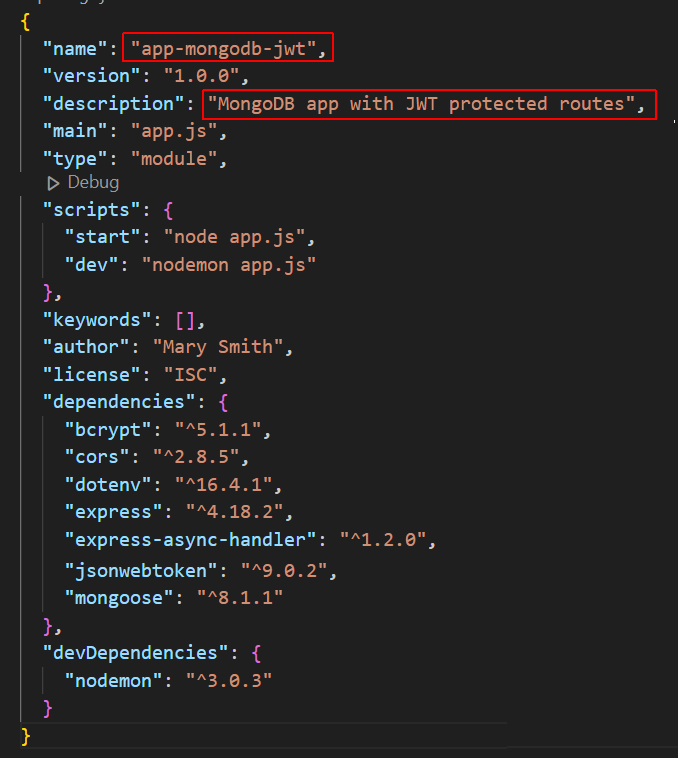 {
"name": "app-mongodb-jwt",
"version": "1.0.0",
"description": "MongoDB app with JWT protected routes",
"main": "app.js",
"type": "module",
Debug
"scripts": {
"start": "node app.js",
"dev": "nodemon app.js"
},
"keywords": [],
"author": "Mary Smith",
"license": "ISC",
"dependencies": {
"bcrypt": "^5.1.1",
"cors": "^2.8.5",
"dotenv": "^16.4.1",
"express": "^4.18.2",
"express-async-handler": "^1.2.0",
"jsonwebtoken": "^9.0.2",
"mongoose": "^8.1.1"
},
"devDependencies": {
"nodemon": "^3.0.3"
}
}